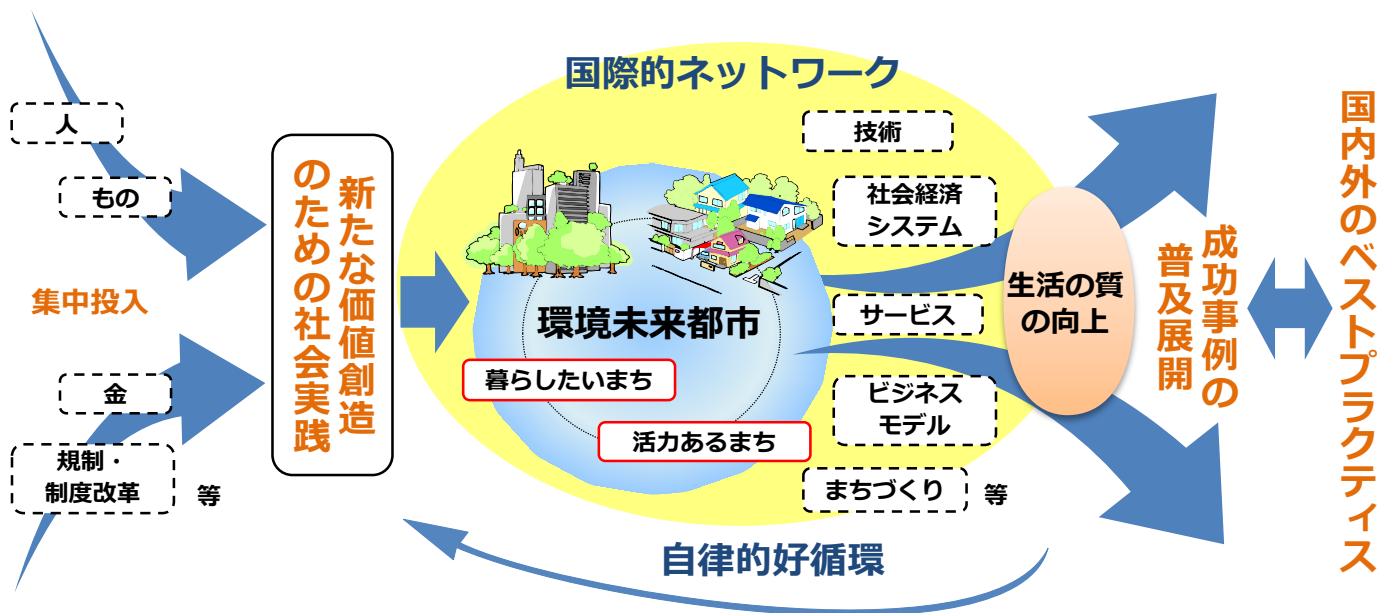 人
もの
集中投入
金
規制・
制度改革
等
新たな価値創造
のための社会実践
国際的ネットワーク
環境未来都市
暮らしたいまち
活力あるまち
技術
社会経済
システム
サービス
ビジネス
モデル
まちづくり
等
生活の質
の向上
自律的好循環
成功事例の
普及展開
国内外のベストプラクティス